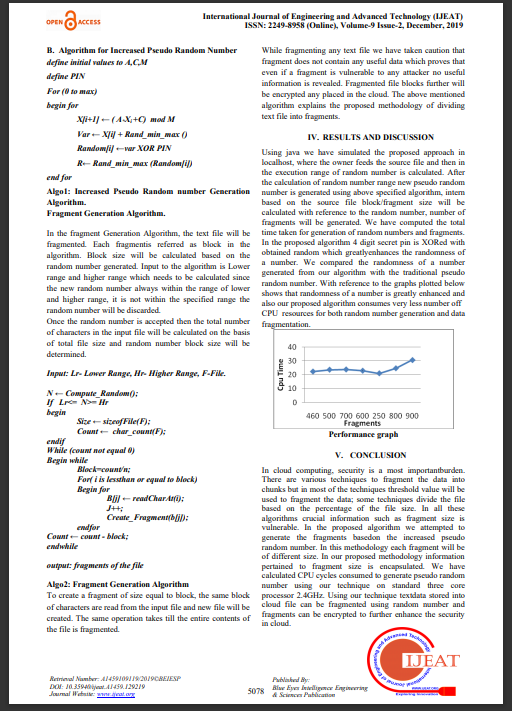 International Journal of Engineering and Advanced Technology (IJEAT)
ISSN: 2249-8958 (Online), Volume-9 Issue-2, December, 2019
OPEN ACCESS
B. Algorithm for Increased Pseudo Random Number
define initial values to A,C,M
define PIN
For (0 to max)
begin for
X[i+1] ← ( A*Xi+C) mod M
Var ← X[i] + Rand_min_max ()
Random[i] ←var XOR PIN
R← Rand_min_max (Random[i])
end for
Algo1: Increased Pseudo Random number Generation
Algorithm.
Fragment Generation Algorithm.
In the fragment Generation Algorithm, the text file will be
fragmented. Each fragmentis referred as block in the
algorithm. Block size will be calculated based on the
random number generated. Input to the algorithm is Lower
range and higher range which needs to be calculated since
the new random number always within the range of lower
and higher range, it is not within the specified range the
random number will be discarded.
Once the random number is accepted then the total number
of characters in the input file will be calculated on the basis
of total file size and random number block size will be
determined.
Input: Lr- Lower Range, Hr- Higher Range, F-File.
N ← Compute_Random();
If Lr<= N>= Hr
begin
Size ← sizeofFile(F);
Count ← char_count(F);
endif
While (count not equal 0)
Begin while
Block=count/n;
For( i is lessthan or equal to block)
Begin for
B[j] ← readCharAt(i);
J++;
Create_Fragment(b[j]);
endfor
Count ← count - block;
endwhile
output: fragments of the file
Algo2: Fragment Generation Algorithm
To create a fragment of size equal to block, the same block
of characters are read from the input file and new file will be
created. The same operation takes till the entire contents of
the file is fragmented.
While fragmenting any text file we have taken caution that
fragment does not contain any useful data which proves that
even if a fragment is vulnerable to any attacker no useful
information is revealed. Fragmented file blocks further will
be encrypted any placed in the cloud. The above mentioned
algorithm explains the proposed methodology of dividing
text file into fragments.
IV. RESULTS AND DISCUSSION
Using java we have simulated the proposed approach in
localhost, where the owner feeds the source file and then in
the execution range of random number is calculated. After
the calculation of random number range new pseudo random
number is generated using above specified algorithm, intern
based on the source file block/fragment size will be
calculated with reference to the random number, number of
fragments will be generated. We have computed the total
time taken for generation of random numbers and fragments.
In the proposed algorithm 4 digit secret pin is XORed with
obtained random which greatlyenhances the randomness of
a number. We compared the randomness of a number
generated from our algorithm with the traditional pseudo
random number. With reference to the graphs plotted below
shows that randomness of a number is greatly enhanced and
also our proposed algorithm consumes very less number off
CPU resources for both random number generation and data
fragmentation.
Cpu Time
40
30
20
10
0
460 500 700 600 250 800 900
Fragments
Performance graph
V. CONCLUSION
In cloud computing, security is a most importantburden.
There are various techniques to fragment the data into
chunks but in most of the techniques threshold value will be
used to fragment the data; some techniques divide the file
based on the percentage of the file size. In all these
algorithms crucial information such as fragment size is
vulnerable. In the proposed algorithm we attempted to
generate the fragments basedon the increased pseudo
random number. In this methodology each fragment will be
of different size. In our proposed methodology information
pertained to fragment size is encapsulated. We have
calculated CPU cycles consumed to generate pseudo random
number using our technique on standard three core
processor 2.4GHz. Using our technique textdata stored into
cloud file can be fragmented using random number and
fragments can be encrypted to further enhance the security
in cloud.
Retrieval Number: A1459109119/2019©BEIESP
DOI: 10.35940/ijeat.A1459.129219
Journal Website: www.ijeat.org
5078
Published By:
Blue Eyes Intelligence Engineering
& Sciences Publication
IJEAT
www.ijeat.org
Exploring Innovation